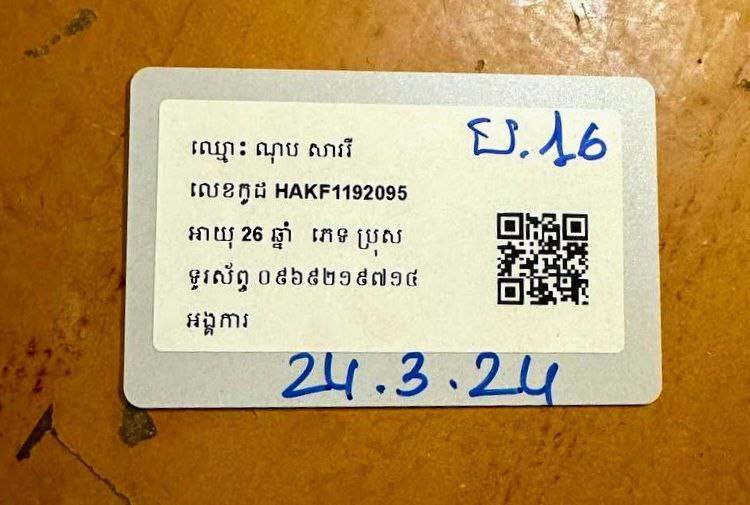 ប.16
ឈ្មោះ ណុប សារី
លេខកូដ HAKF1192095
អាយុ 26 ឆ្នាំ ភេទ ប្រុស
ទូរស័ព្ទ ០៩៦៩២១៩៧១៤
អង្គការ
24.3.24